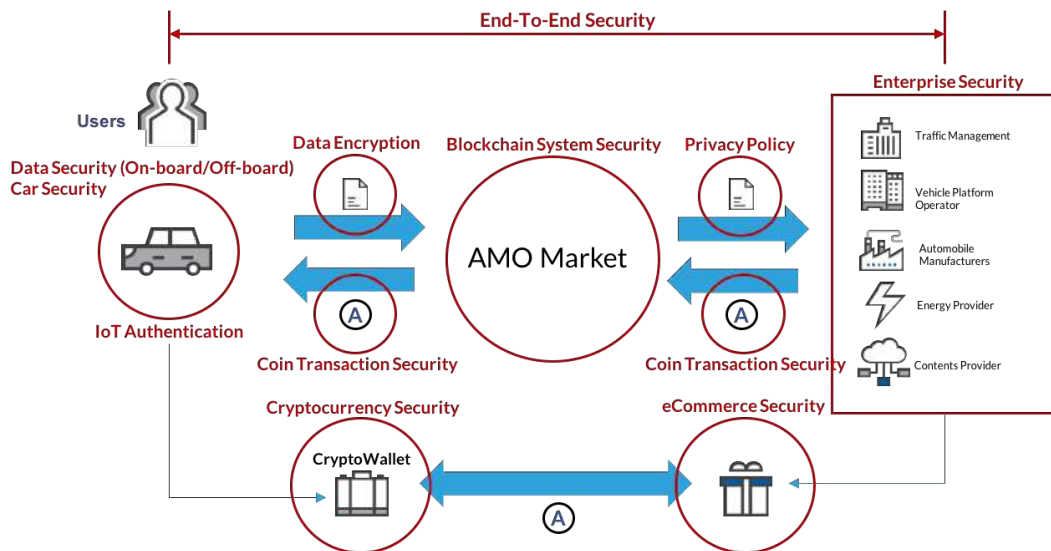 End-To-End Security
Enterprise Security
Users
Traffic Management
Data Encryption
Blockchain System Security
Privacy Policy
Data Security (On-board/Off-board)
Car Security
Vehicle Platform
Operator
AMO Market
Automobile
Manufacturers
IoT Authentication
A
A
Energy Provider
Coin Transaction Security
Coin Transaction Security
Contents Provider
Cryptocurrency Security
eCommerce Security
CryptoWallet
A